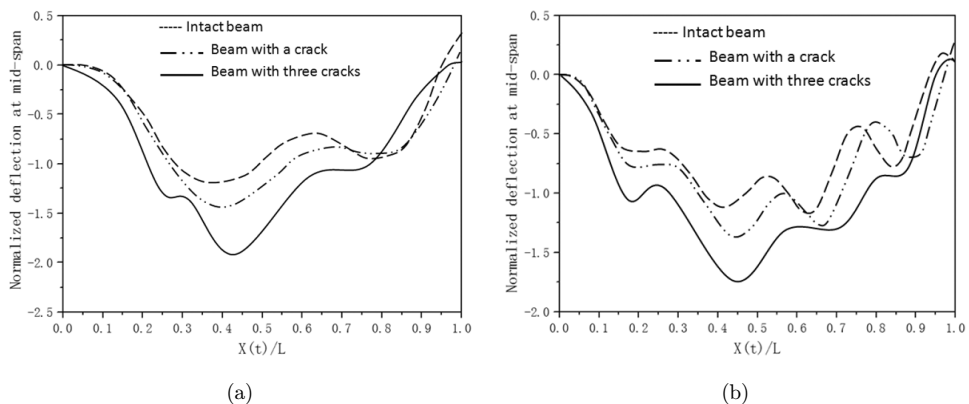 0.5
0.0
-0.5
-1.0
-1.5
-2.0
-2.5
Normalized deflection at mid-span
Intact beam
Beam with a crack
Beam with three cracks
0.0 0.1 0.2 0.3 0.4 0.5 0.6 0.7 0.8 0.9 1.0
X(t)/L
(a)
0.5
0.0
-0.5
-1.0
-1.5
-2.0
Normalized deflection at mid-span
Intact beam
Beam with a crack
Beam with three cracks
0.0 0.1 0.2 0.3 0.4 0.5 0.6 0.7 0.8 0.9 1.0
X(t)/L
(b)